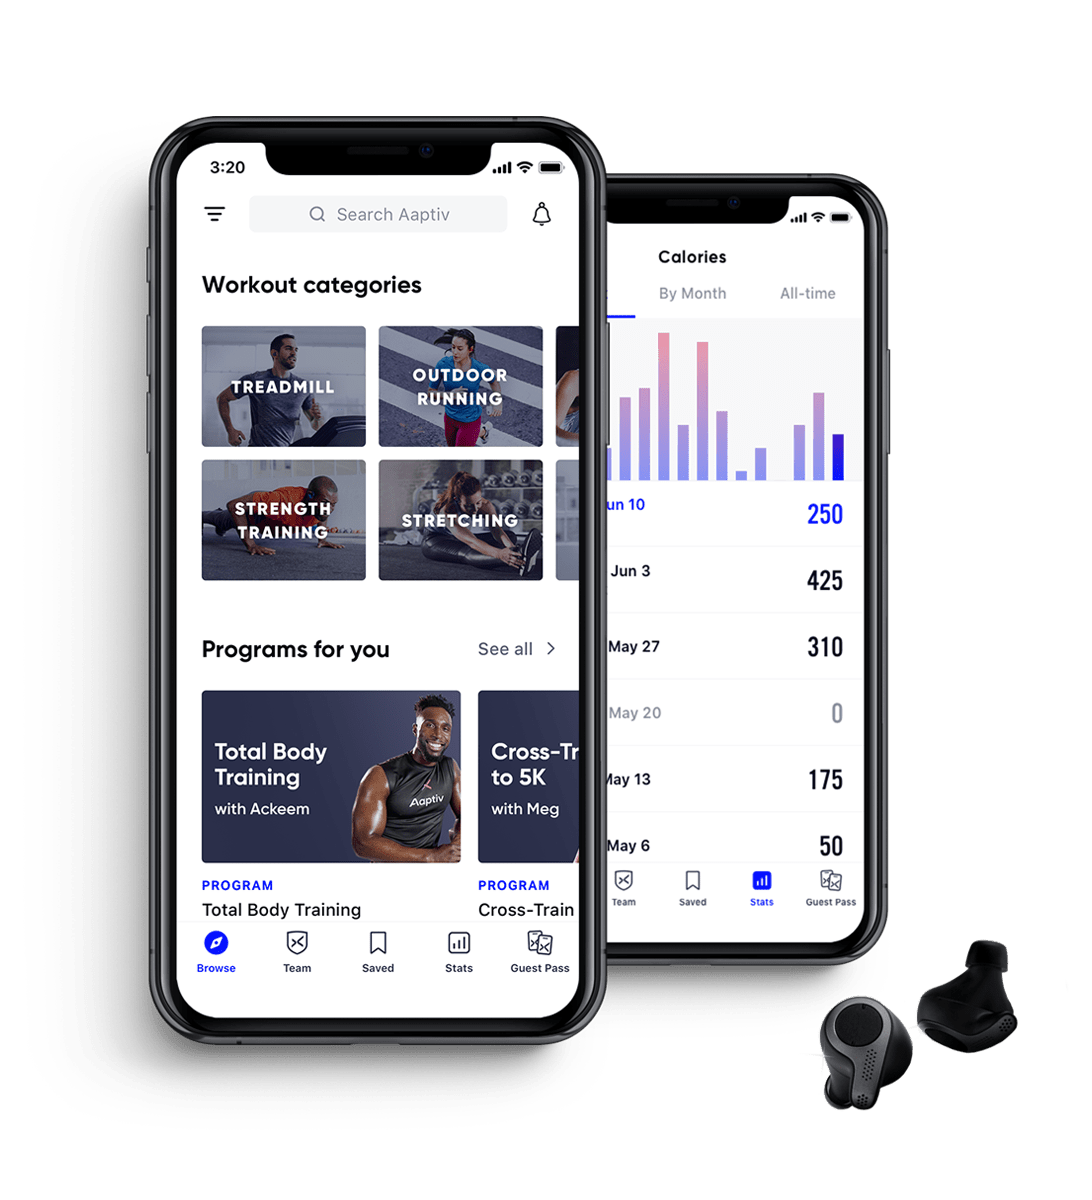 3:20
Search Aaptiv
Workout categories
TREADMILL
OUTDOOR
RUNNING
STRENGTH
TRAINING
STRETCHING
Programs for you
See all
Total Body
Training
with Ackeem
Aaptiv
Cross-Tr
to 5K
with Meg
PROGRAM
Total Body Training
PROGRAM
Cross-Train
Browse
Team
Saved
Stats
Guest Pass
Calories
By Month
All-time
un 10
250
Jun 3
425
May 27
310
May 20
0
May 13
175
May 6
50
Team
Saved
Stats
Guest Pass